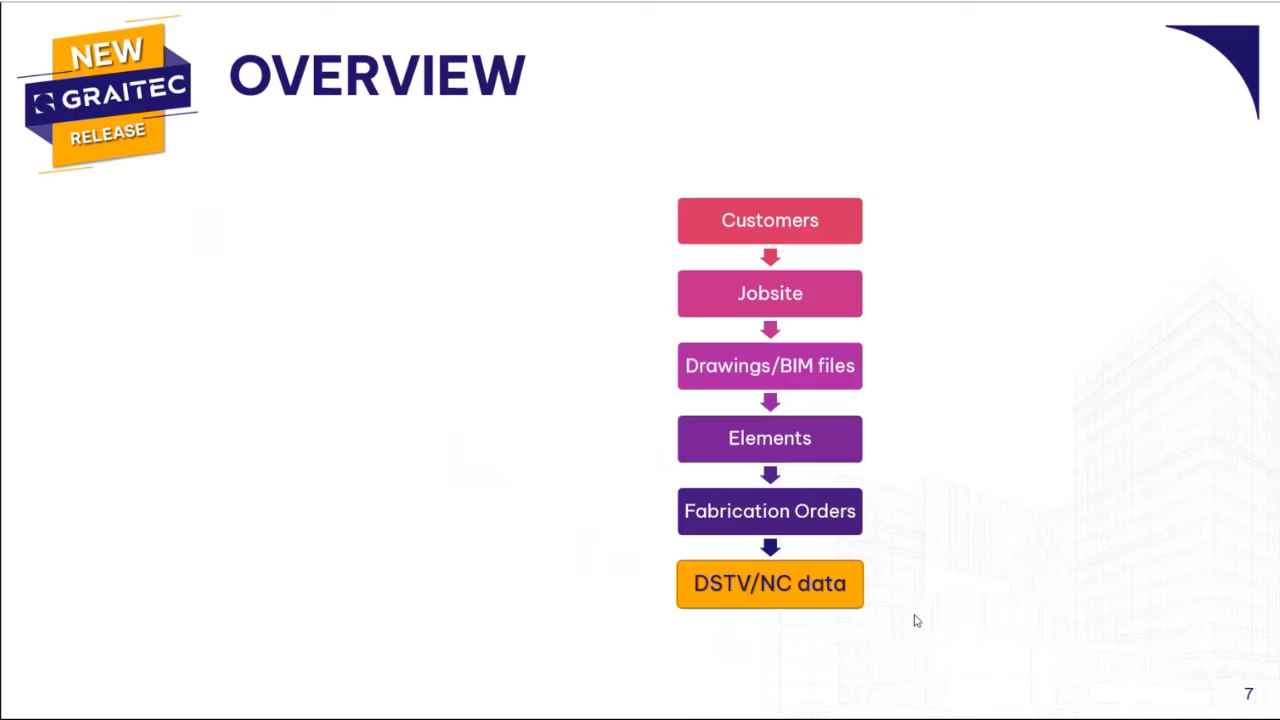 NEW
GRAITEC
RELEASE
OVERVIEW
Customers
Jobsite
Drawings/BIM files
Elements
Fabrication Orders
DSTV/NC data
7